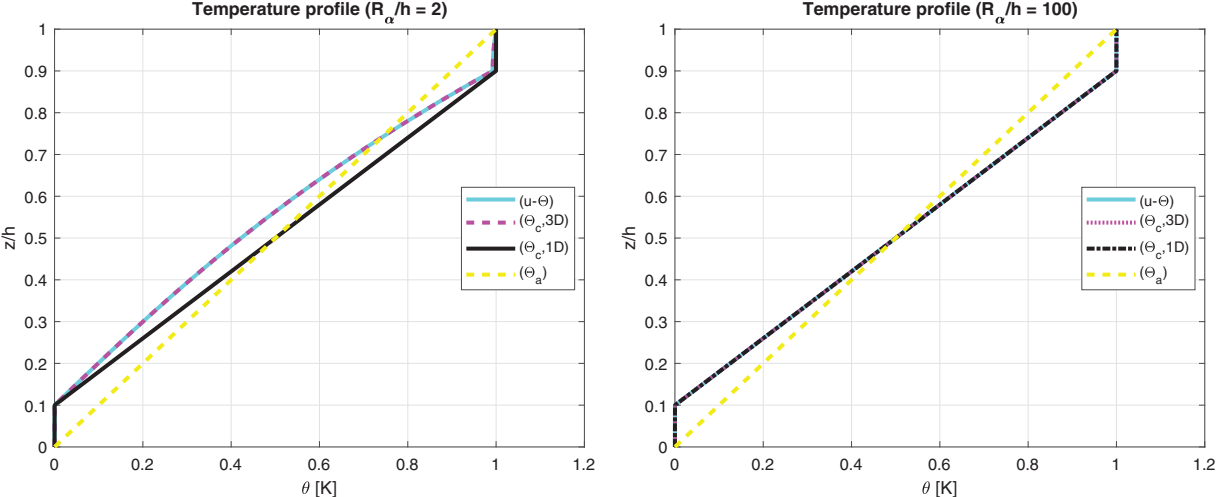 Temperature profile (R_α/h = 2)
1
0.9
0.8
0.7
0.6
0.5
0.4
0.3
0.2
0.1
0
z/h
(u-Θ)
(Θ_c,3D)
(Θ_c,1D)
(Θ_a)
0 0.2 0.4 0.6 0.8 1 1.2
θ [K]
Temperature profile (R_α/h = 100)
1
0.9
0.8
0.7
0.6
0.5
0.4
0.3
0.2
0.1
0
z/h
(u-Θ)
(Θ_c,3D)
(Θ_c,1D)
(Θ_a)
0 0.2 0.4 0.6 0.8 1 1.2
θ [K]